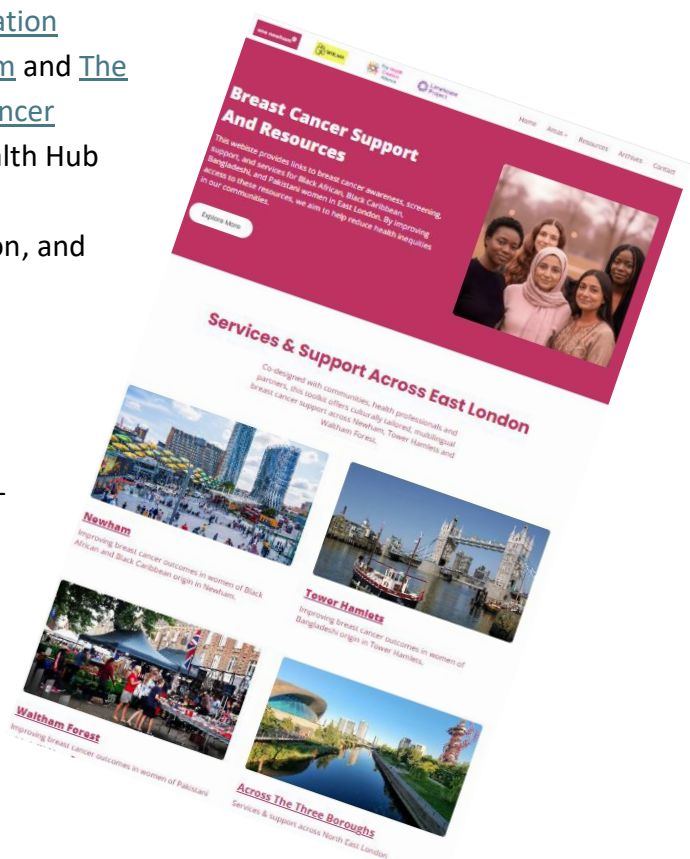 ation
m and The
ncer
alth Hub
on, and
-
one newham
Home Areas Resources Archives Contact
Breast Cancer Support
And Resources
This webiste provides links to breast cancer awareness, screening,
support, and services for Black African, Black Caribbean,
Bangladeshi, and Pakistani women in East London. By improving
access to these resources, we aim to help reduce health inequities
in our communities.
Explore More
Services & Support Across East London
Co-designed with communities, health professionals and
partners, this toolkit offers culturally tailored, multilingual
breast cancer support across Newham, Tower Hamlets and
Waltham Forest.
Newham
Improving breast cancer outcomes in women of Black
African and Black Caribbean origin in Newham.
Tower Hamlets
Improving breast cancer outcomes in women of
Bangladeshi origin in Tower Hamlets.
Waltham Forest
Improving breast cancer outcomes in women of Pakistani
Across The Three Boroughs
Services & support across North East London